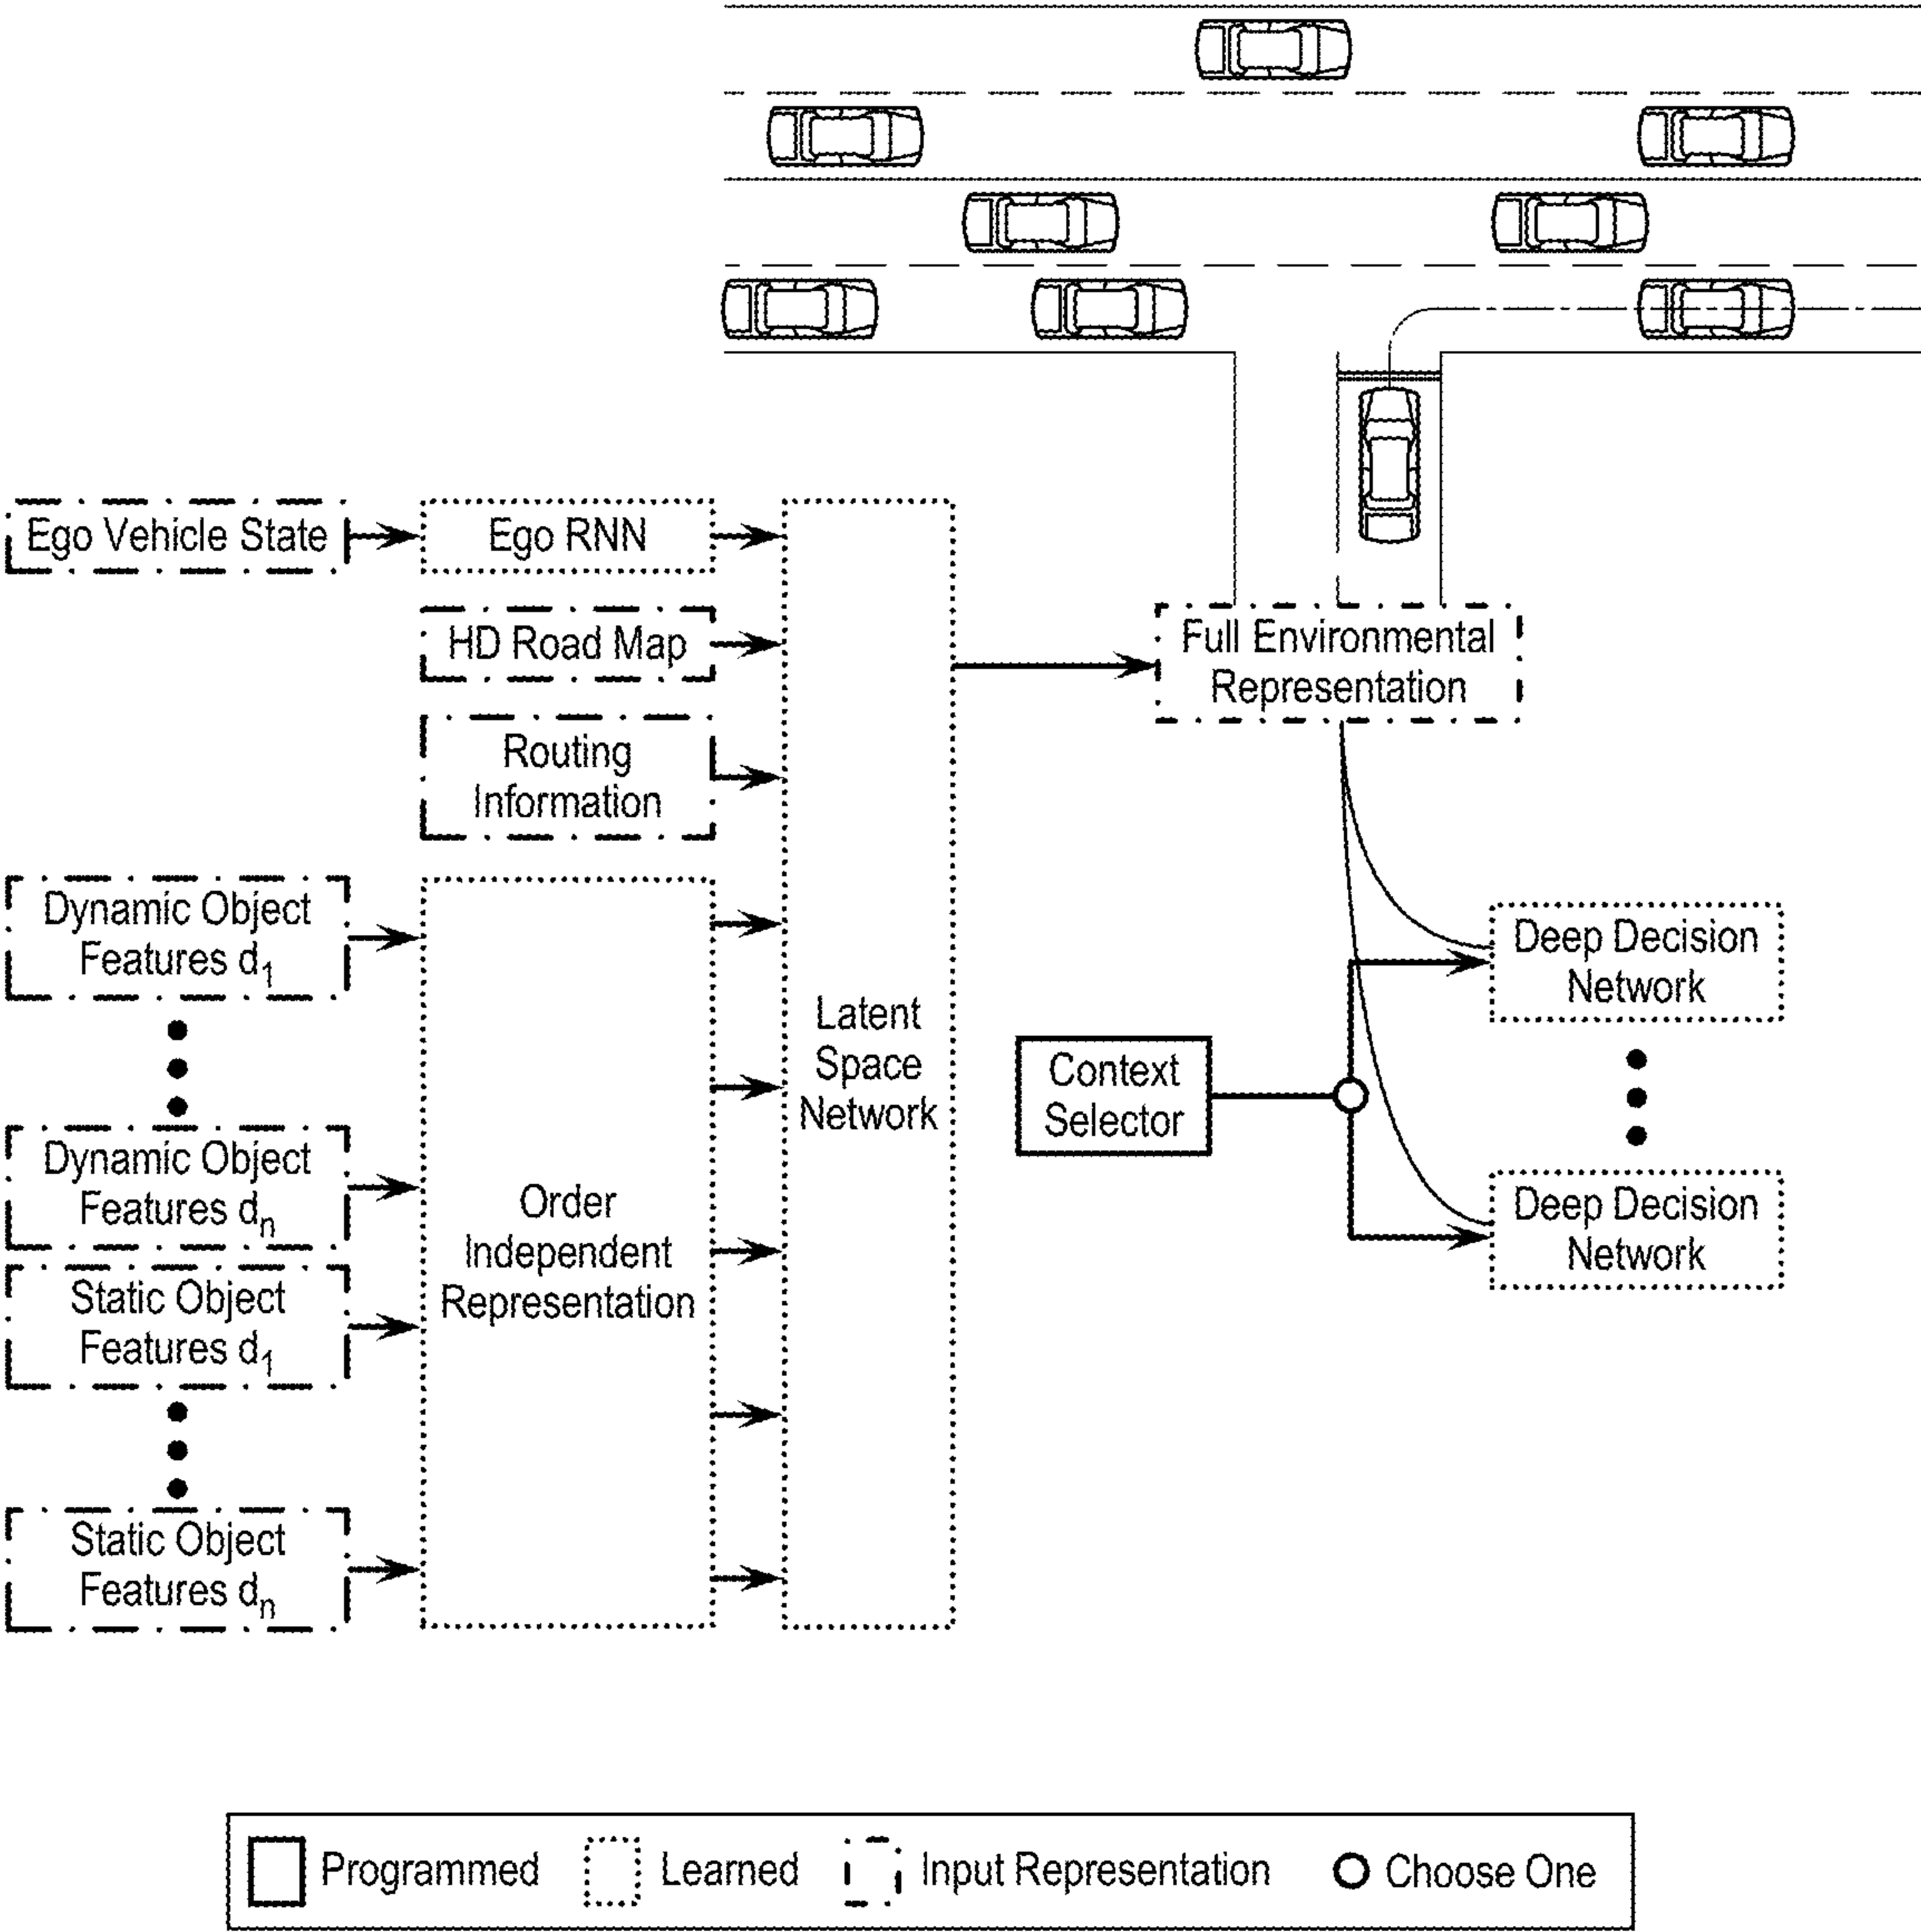 Ego Vehicle State
Ego RNN
HD Road Map
Routing
Information
Full Environmental
Representation
Dynamic Object
Features d1
Dynamic Object
Features dn
Static Object
Features d1
Static Object
Features dn
Order
Independent
Representation
Latent
Space
Network
Context
Selector
Deep Decision
Network
Deep Decision
Network
Programmed
Learned
Input Representation
Choose One